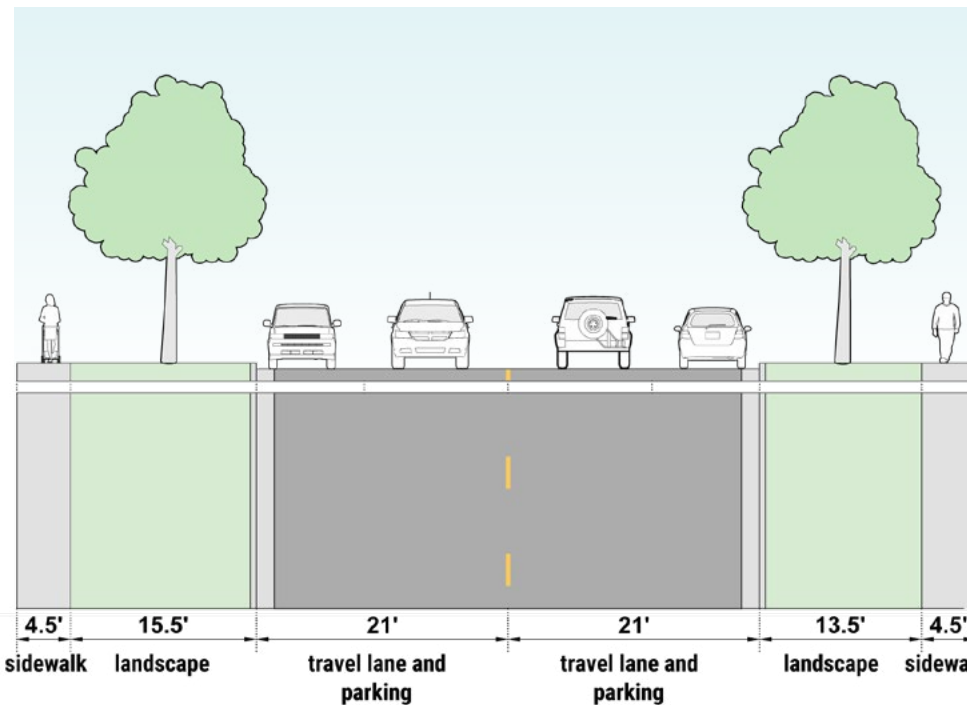 4.5' 15.5' 21' 21' 13.5' 4.5'
sidewalk landscape travel lane and parking travel lane and parking landscape sidewa